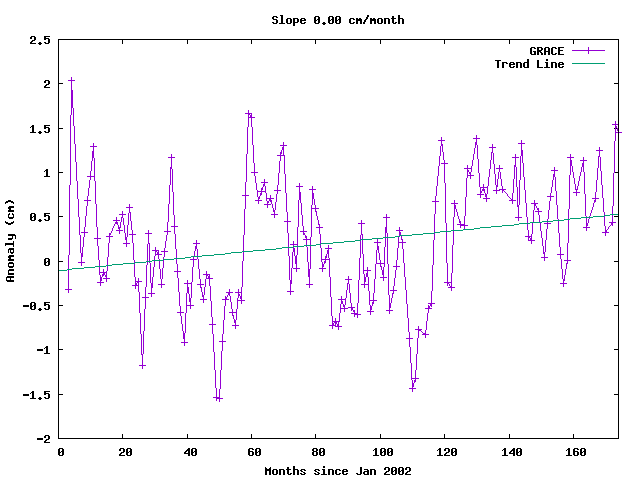 Slope 0.00 cm/month
2.5
2
1.5
1
0.5
0
-0.5
-1
-1.5
-2
Anomaly (cm)
GRACE
Trend Line
0 20 40 60 80 100 120 140 160
Months since Jan 2002